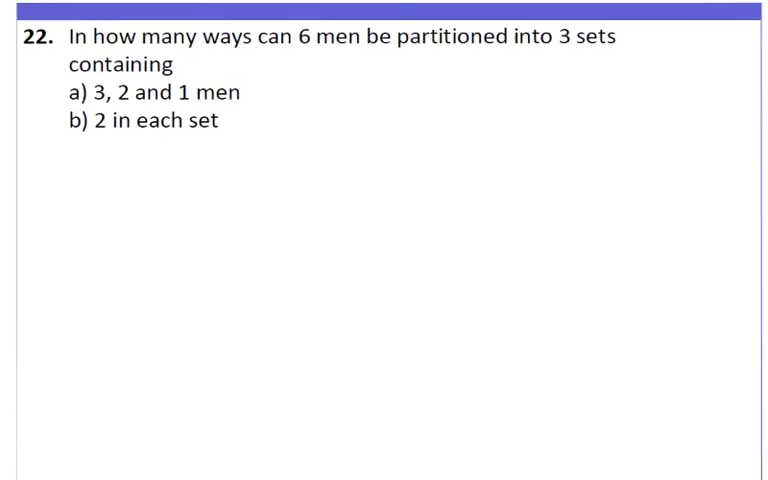 22. In how many ways can 6 men be partitioned into 3 sets
containing
a) 3, 2 and 1 men
b) 2 in each set